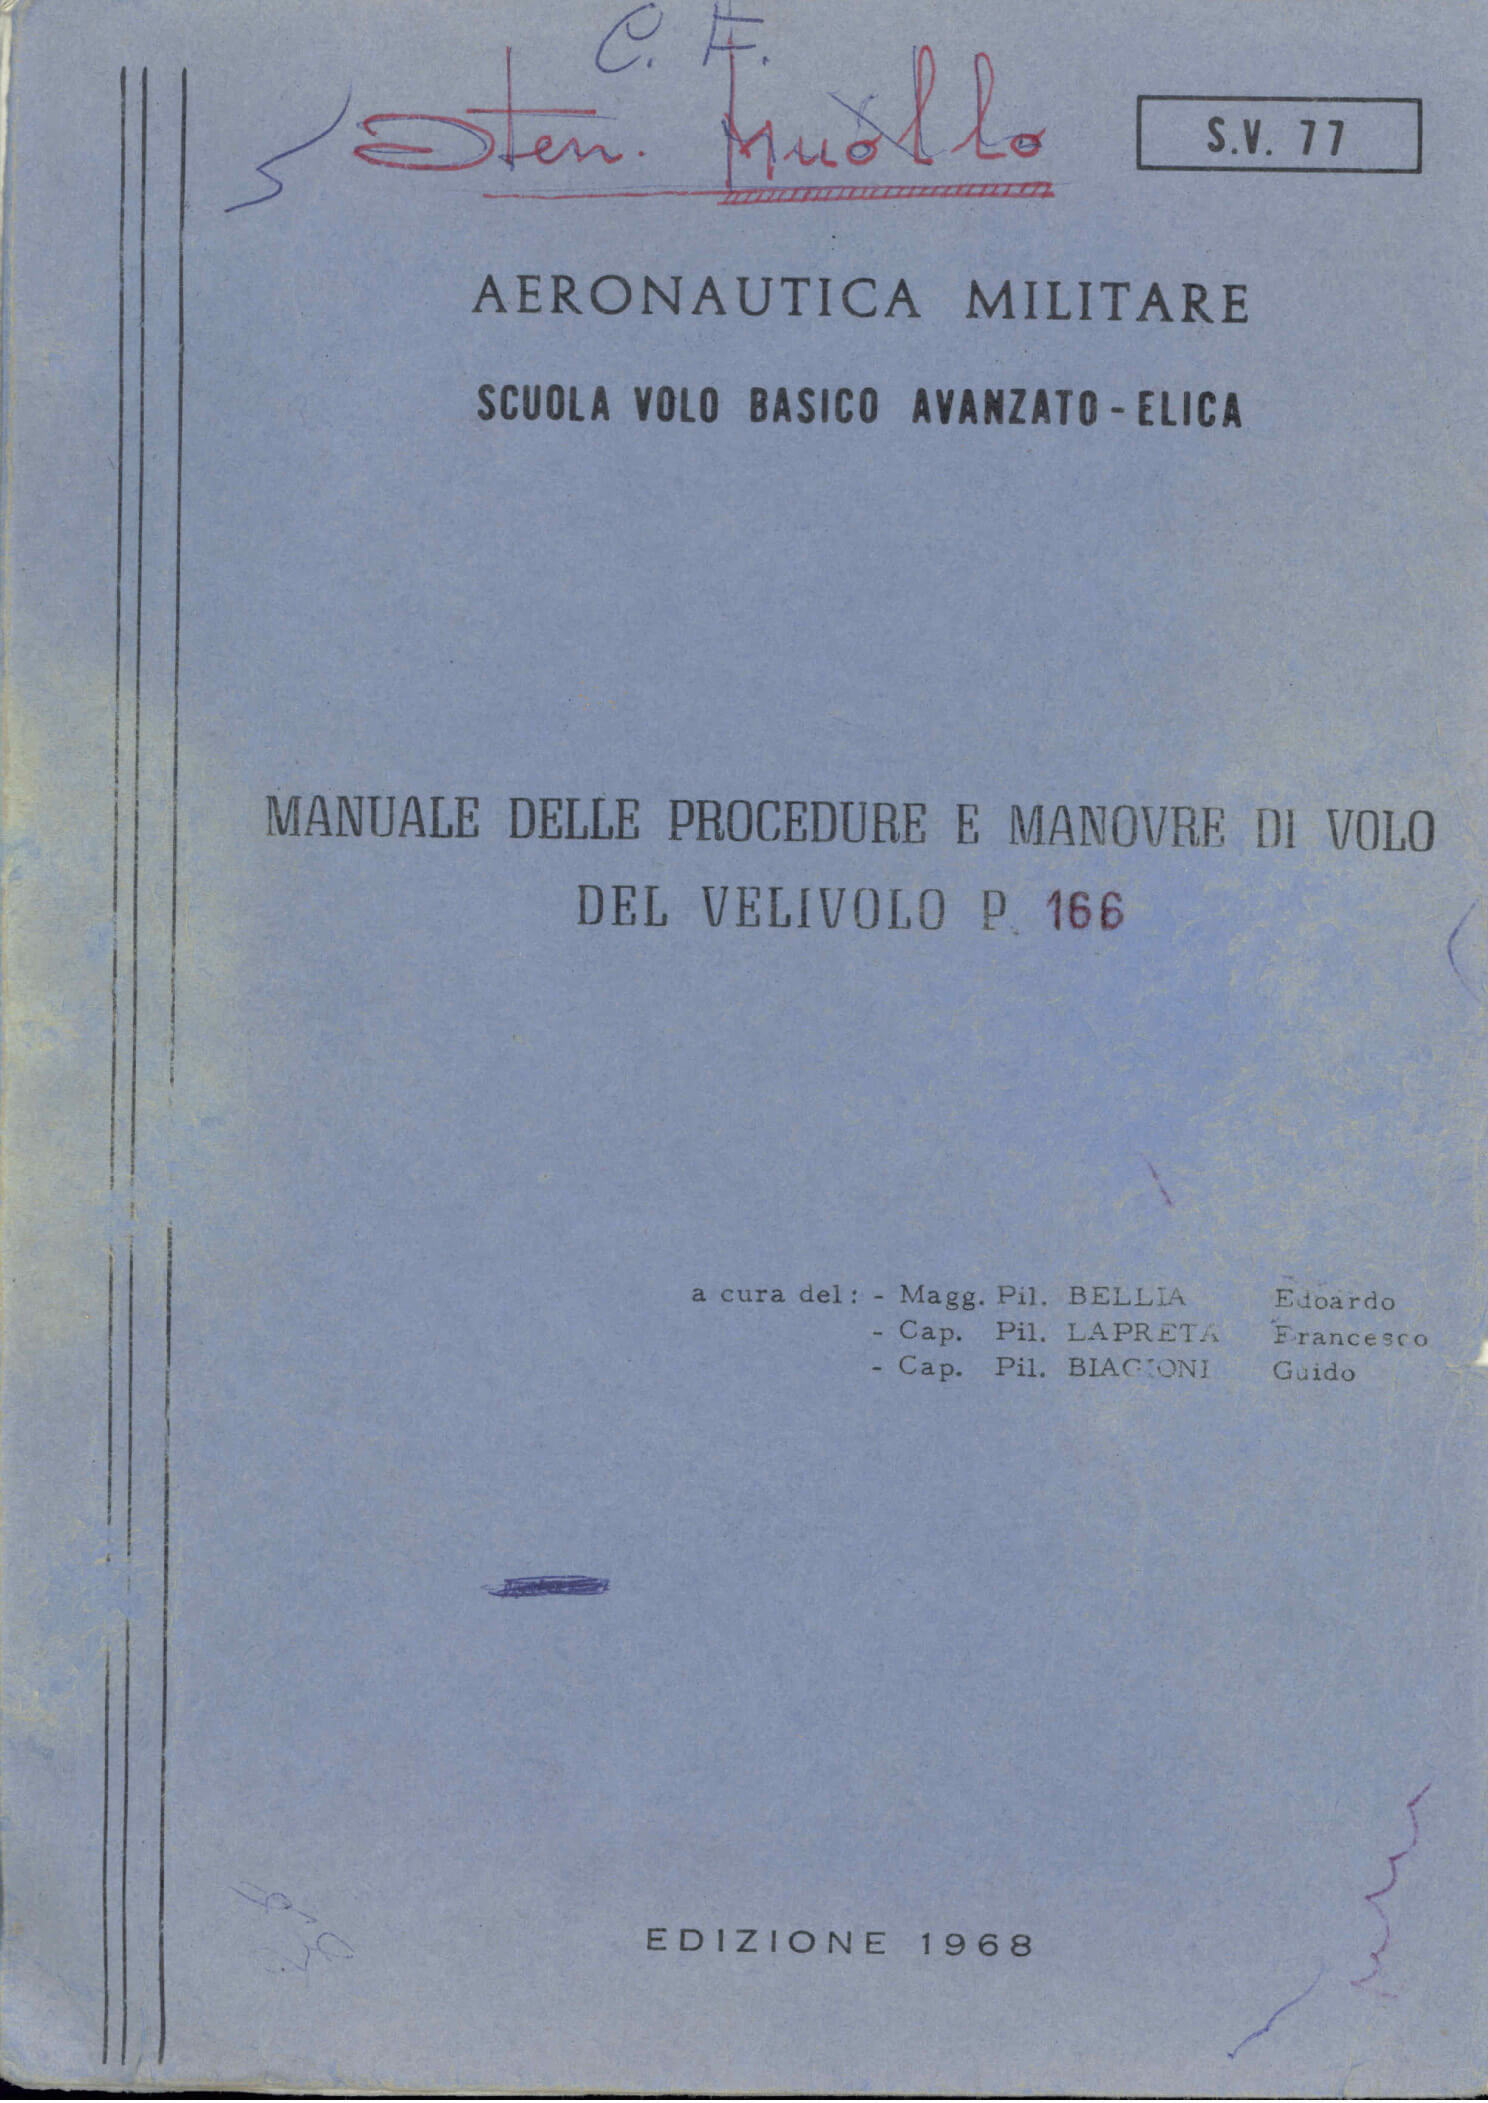 C. F.
Sten. Muollo
S.V. 77
AERONAUTICA MILITARE
SCUOLA VOLO BASICO AVANZATO - ELICA
MANUALE DELLE PROCEDURE E MANOVRE DI VOLO
DEL VELIVOLO P. 166
a cura del: - Magg. Pil. BELLIA Edoardo
- Cap. Pil. LAPRETA Francesco
- Cap. Pil. BIAGIONI Guido
EDIZIONE 1968